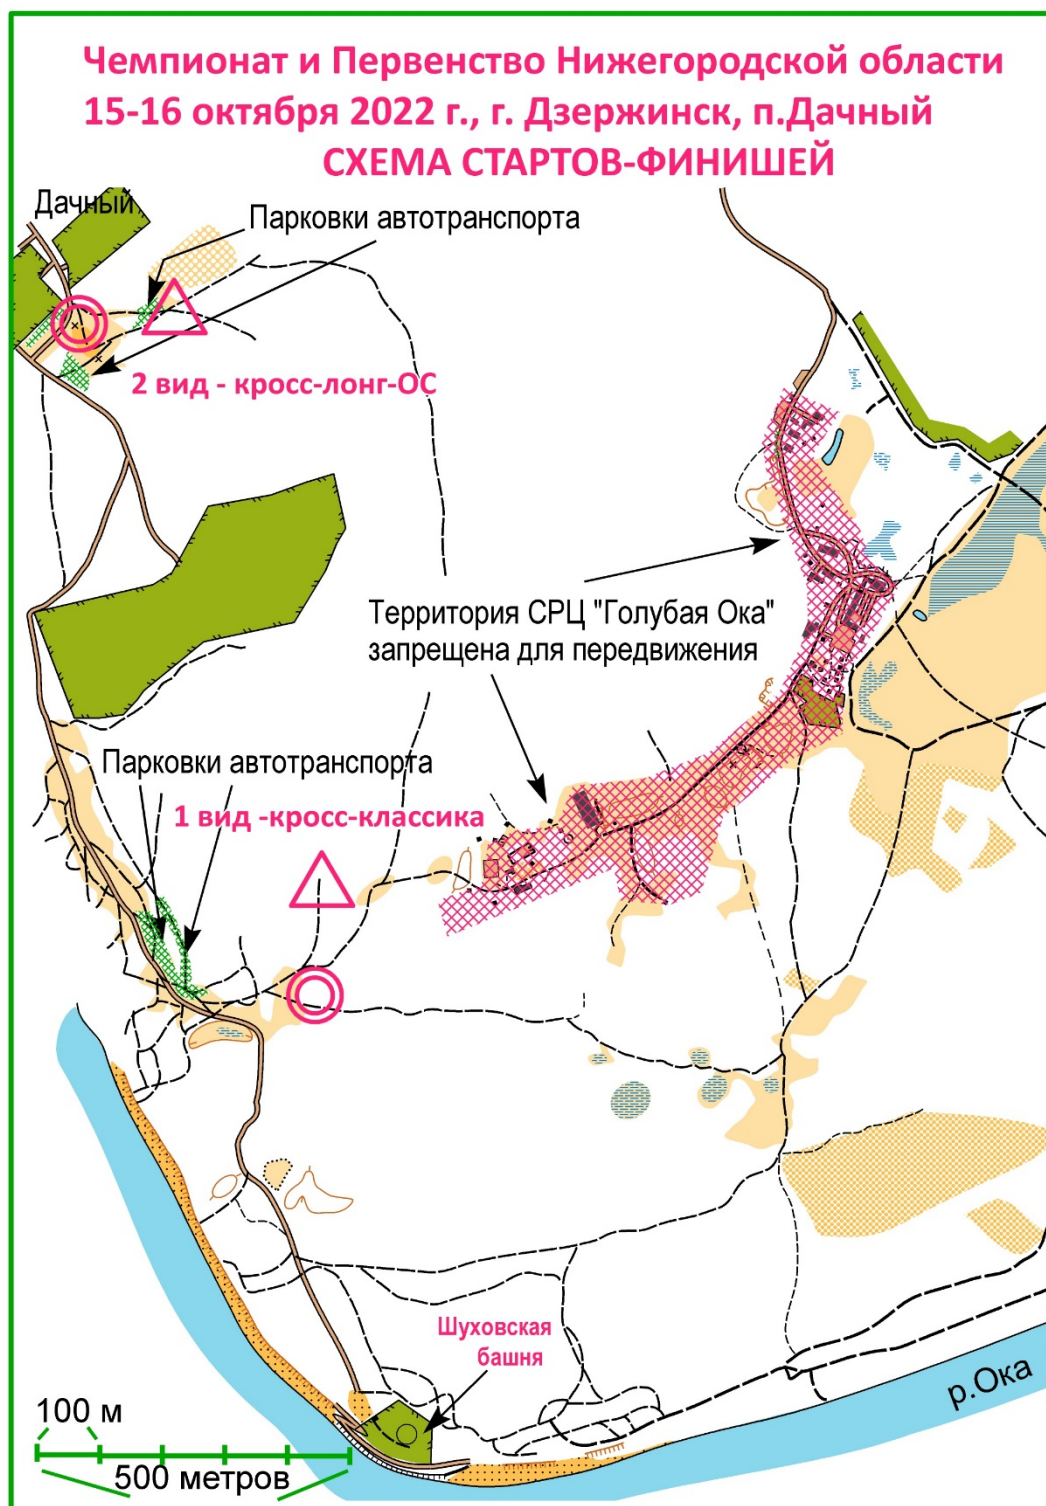 Чемпионат и Первенство Нижегородской области
15-16 октября 2022 г., г. Дзержинск, п.Дачный
СХЕМА СТАРТОВ-ФИНИШЕЙ
Дачный
Парковки автотранспорта
2 вид - кросс-лонг-ОС
Территория СРЦ "Голубая Ока"
запрещена для передвижения
Парковки автотранспорта
1 вид -кросс-классика
Шуховская
башня
р.Ока
100 м
500 метров